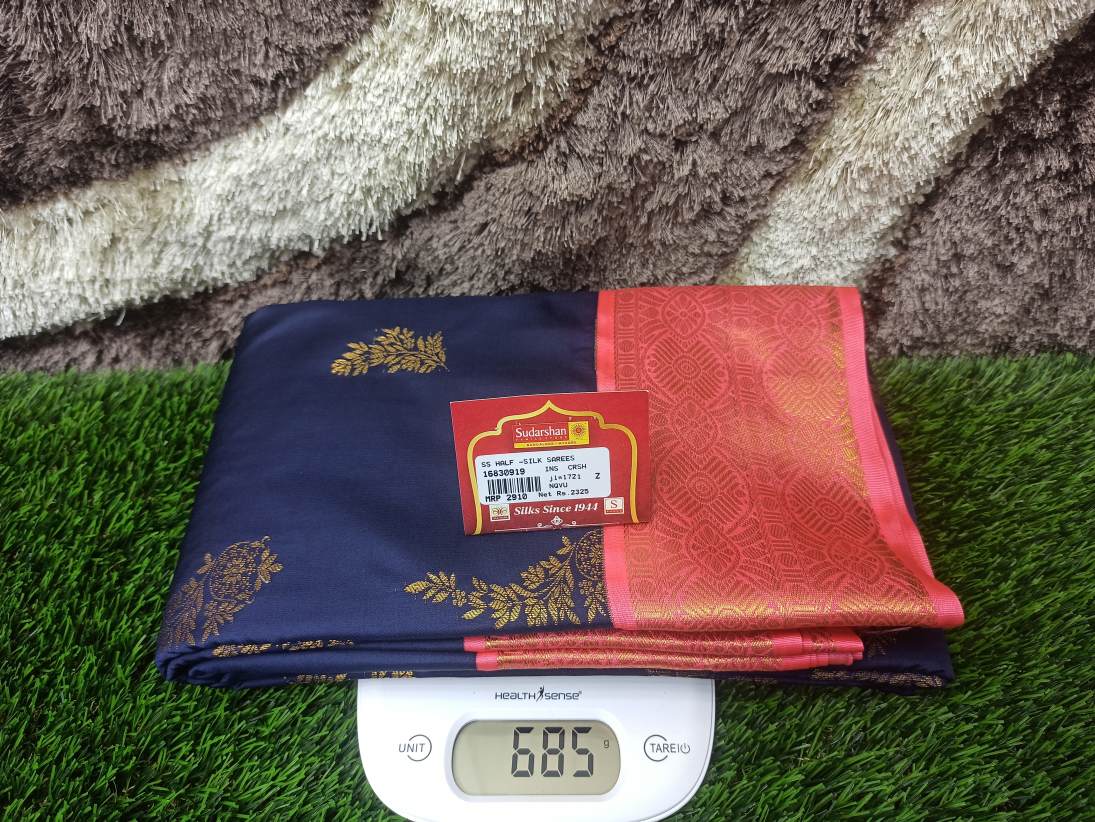 Sudarshan
SS HALF -SILK SAREES
16830919 INS CRSH
Z
NQVU
MRP 2910 Net Rs.2325
Silks Since 1944
S
HEALTH SENSE
UNIT
685 g
TARE